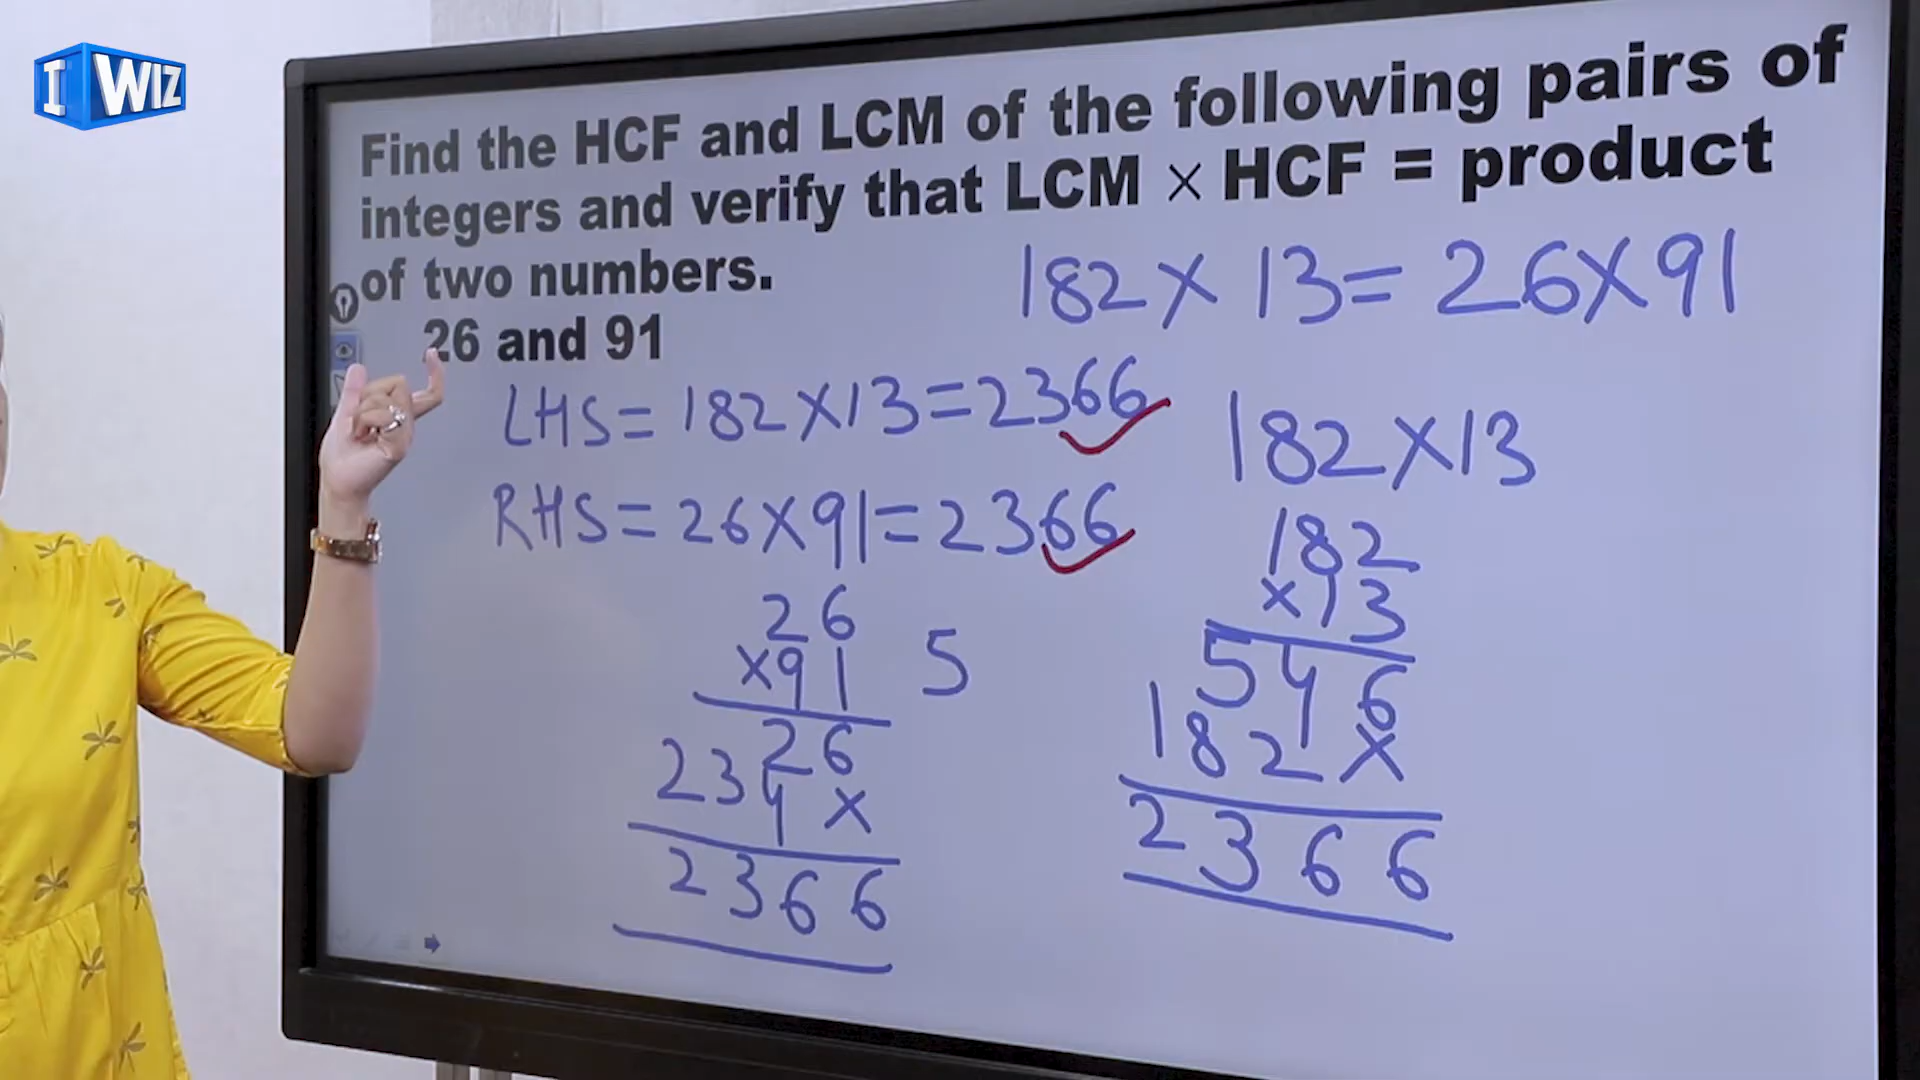 I WIZ
Find the HCF and LCM of the following pairs of
integers and verify that LCM × HCF = product
of two numbers.
182 × 13 = 26 × 91
26 and 91
LHS = 182 × 13 = 2366
RHS = 26 × 91 = 2366
26
×91
5
26
234×
2366
182×13
182
×13
546
182×
2366